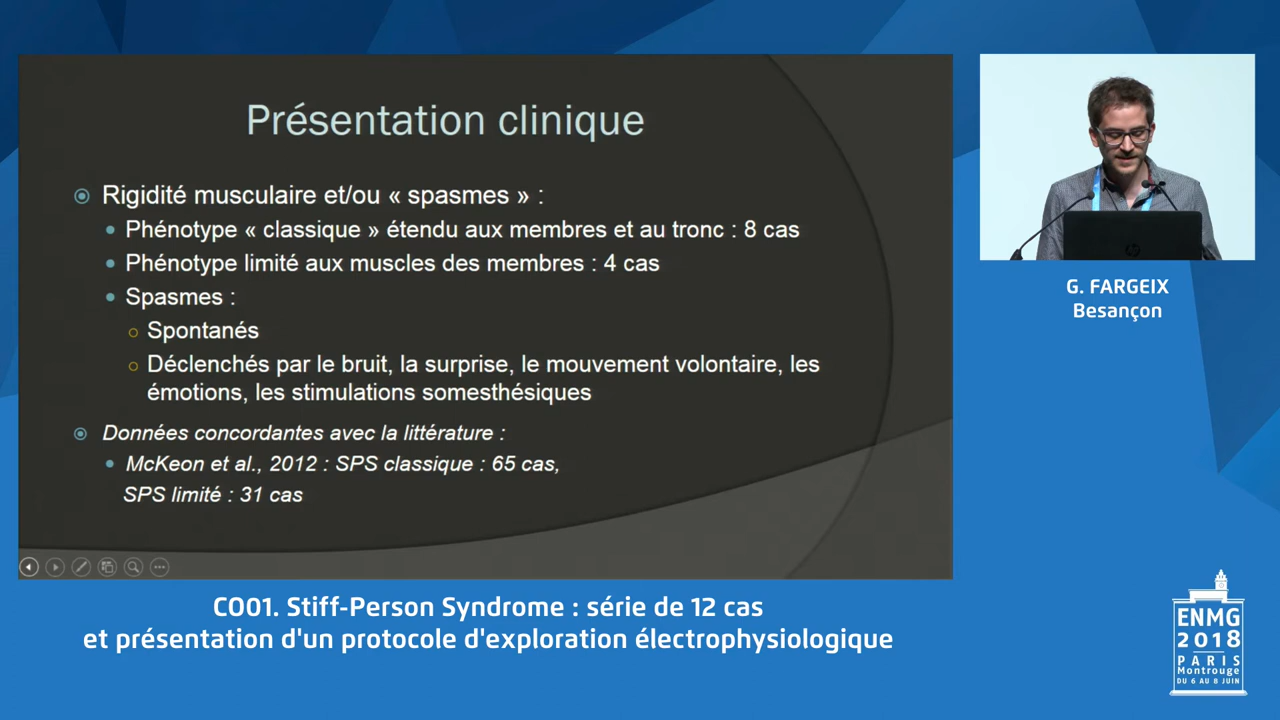 Présentation clinique
Rigidité musculaire et/ou « spasmes » :
Phénotype « classique » étendu aux membres et au tronc : 8 cas
Phénotype limité aux muscles des membres : 4 cas
Spasmes :
Spontanés
Déclenchés par le bruit, la surprise, le mouvement volontaire, les
émotions, les stimulations somesthésiques
Données concordantes avec la littérature :
McKeon et al., 2012 : SPS classique : 65 cas,
SPS limité : 31 cas
G. FARGEIX
Besançon
CO01. Stiff-Person Syndrome : série de 12 cas
et présentation d'un protocole d'exploration électrophysiologique
ENMG
2018
PARIS
Montrouge
DU 6 AU 8 JUIN